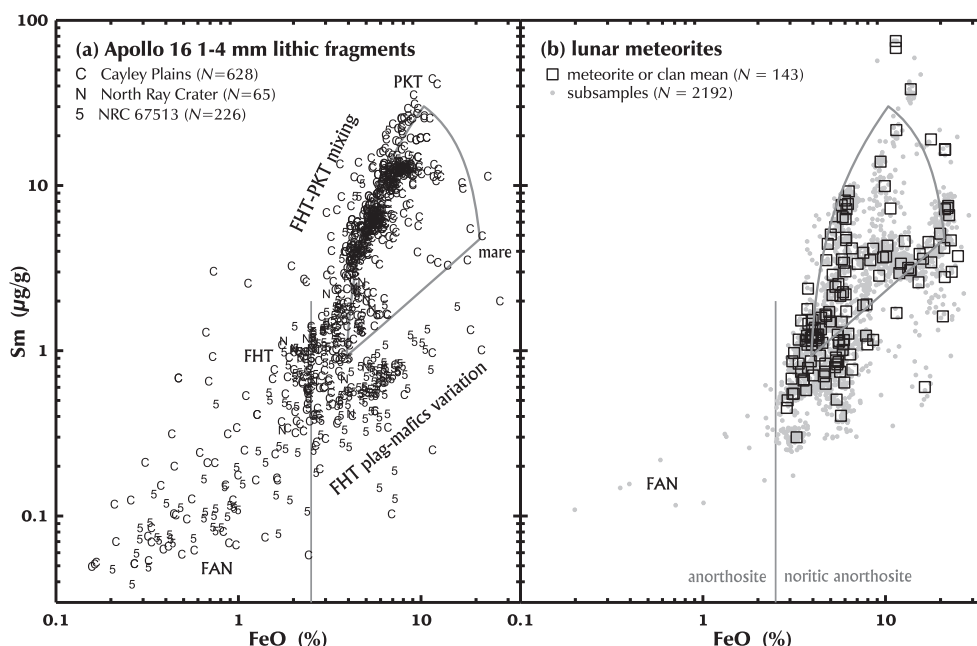 (a) Apollo 16 1-4 mm lithic fragments
C Cayley Plains (N=628)
N North Ray Crater (N=65)
5 NRC 67513 (N=226)
PKT
FHT-PKT mixing
mare
FHT
FHT plag-mafics variation
FAN
100
10
1
0.1
Sm (µg/g)
0.1
1
10
FeO (%)
(b) lunar meteorites
meteorite or clan mean (N = 143)
subsamples (N = 2192)
FAN
anorthosite
noritic anorthosite
0.1
1
10
FeO (%)